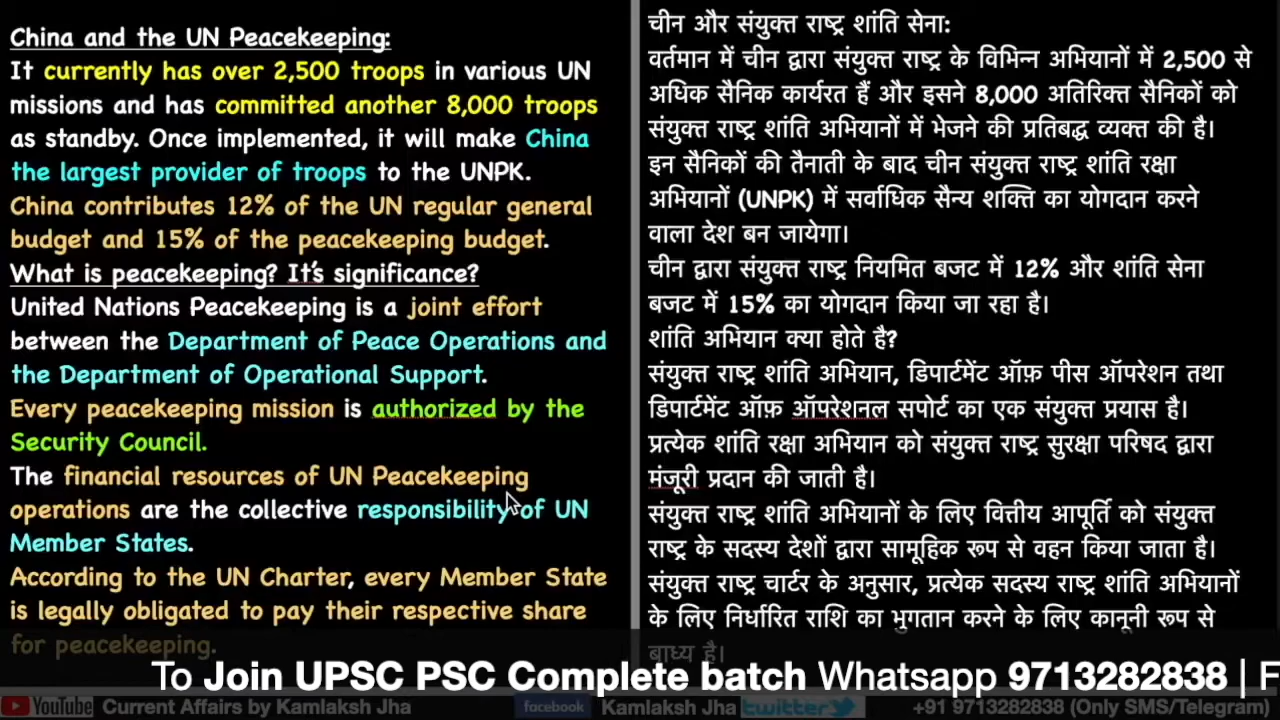 China and the UN Peacekeeping:
It currently has over 2,500 troops in various UN
missions and has committed another 8,000 troops
as standby. Once implemented, it will make China
the largest provider of troops to the UNPK.
China contributes 12% of the UN regular general
budget and 15% of the peacekeeping budget.
What is peacekeeping? It's significance?
United Nations Peacekeeping is a joint effort
between the Department of Peace Operations and
the Department of Operational Support.
Every peacekeeping mission is authorized by the
Security Council.
The financial resources of UN Peacekeeping
operations are the collective responsibility of UN
Member States.
According to the UN Charter, every Member State
is legally obligated to pay their respective share
for peacekeeping.
चीन और संयुक्त राष्ट्र शांति सेना:
वर्तमान में चीन द्वारा संयुक्त राष्ट्र के विभिन्न अभियानों में 2,500 से
अधिक सैनिक कार्यरत हैं और इसने 8,000 अतिरिक्त सैनिकों को
संयुक्त राष्ट्र शांति अभियानों में भेजने की प्रतिबद्ध व्यक्त की है।
इन सैनिकों की तैनाती के बाद चीन संयुक्त राष्ट्र शांति रक्षा
अभियानों (UNPK) में सर्वाधिक सैन्य शक्ति का योगदान करने
वाला देश बन जायेगा।
चीन द्वारा संयुक्त राष्ट्र नियमित बजट में 12% और शांति सेना
बजट में 15% का योगदान किया जा रहा है।
शांति अभियान क्या होते है?
संयुक्त राष्ट्र शांति अभियान, डिपार्टमेंट ऑफ़ पीस ऑपरेशन तथा
डिपार्टमेंट ऑफ़ ऑपरेशनल सपोर्ट का एक संयुक्त प्रयास है।
प्रत्येक शांति रक्षा अभियान को संयुक्त राष्ट्र सुरक्षा परिषद द्वारा
मंजूरी प्रदान की जाती है।
संयुक्त राष्ट्र शांति अभियानों के लिए वित्तीय आपूर्ति को संयुक्त
राष्ट्र के सदस्य देशों द्वारा सामूहिक रूप से वहन किया जाता है।
संयुक्त राष्ट्र चार्टर के अनुसार, प्रत्येक सदस्य राष्ट्र शांति अभियानों
के लिए निर्धारित राशि का भुगतान करने के लिए कानूनी रूप से
बाध्य है।
To Join UPSC PSC Complete batch Whatsapp 9713282838 | F
YouTube Current Affairs by Kamlaksh Jha facebook Kamlaksh Jha twitter +91 9713282838 (Only SMS/Telegram)